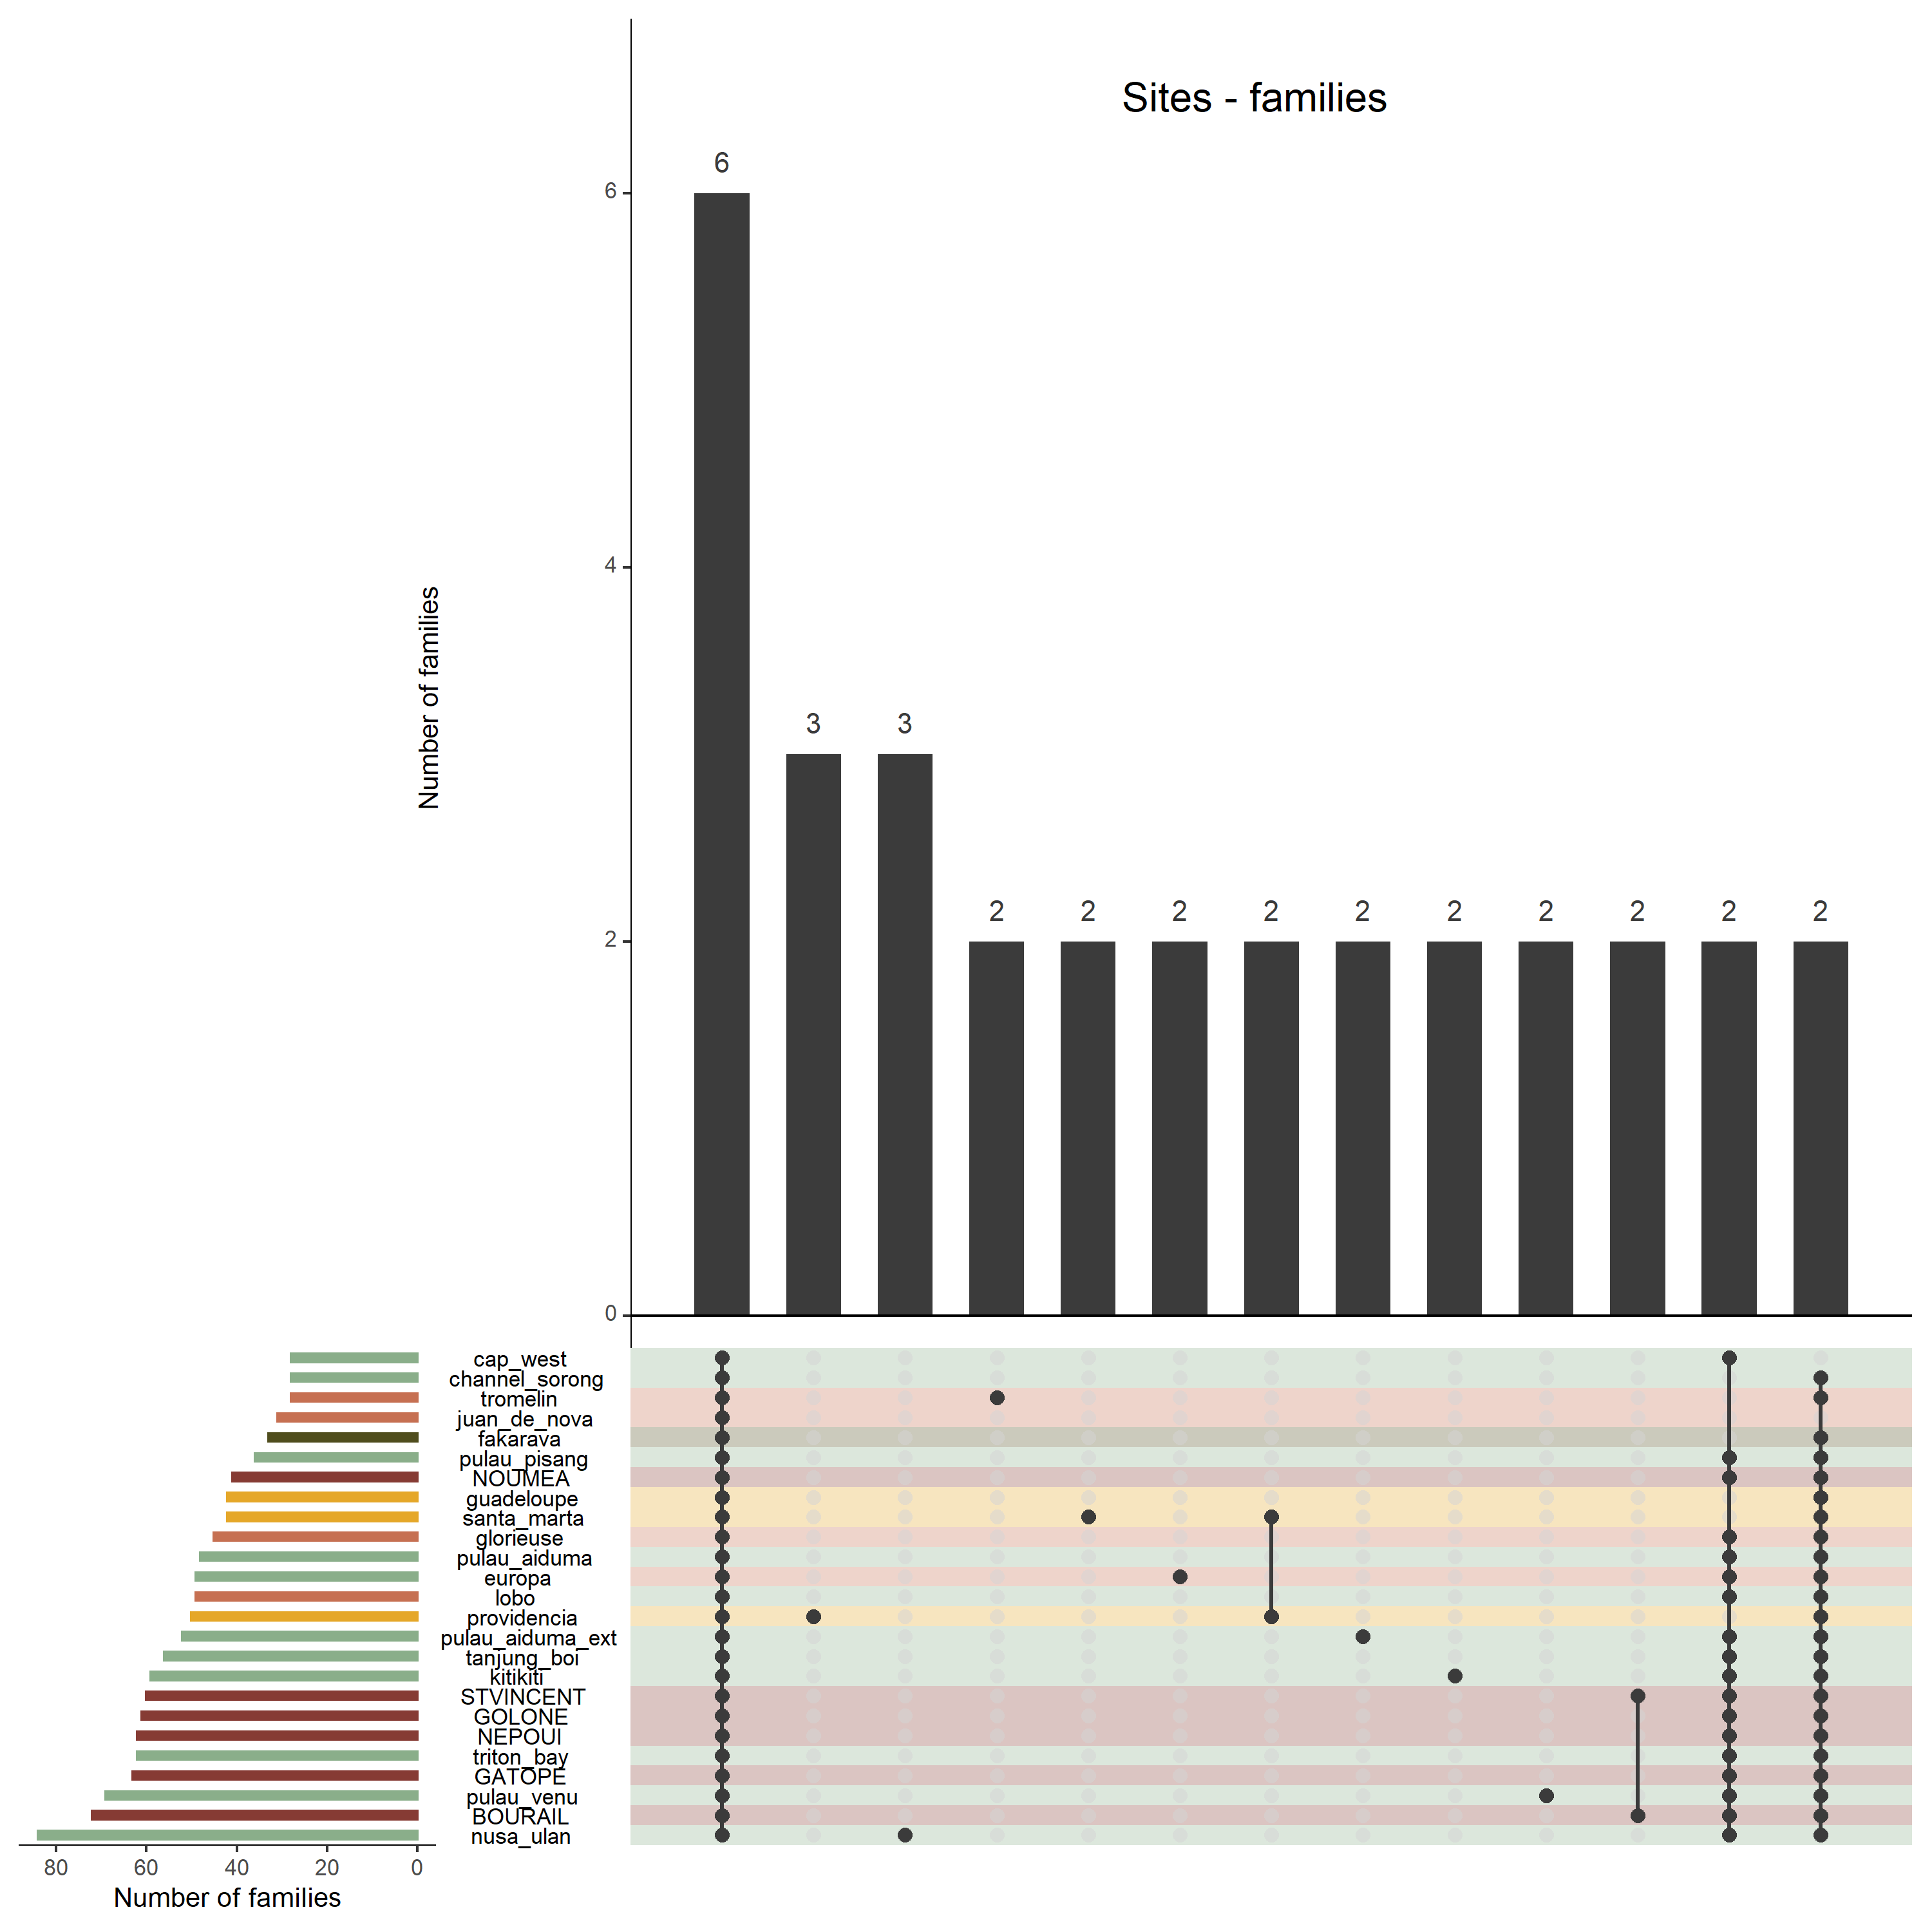 Sites - families
6
3
3
2
2
2
2
2
2
2
2
2
2
6
4
2
0
Number of families
cap_west
channel_sorong
tromelin
juan_de_nova
fakarava
pulau_pisang
NOUMEA
guadeloupe
santa_marta
glorieuse
pulau_aiduma
europa
lobo
providencia
pulau_aiduma_ext
tanjung_boi
kitikiti
STVINCENT
GOLONE
NEPOUI
triton_bay
GATOPE
pulau_venu
BOURAIL
nusa_ulan
80 60 40 20 0
Number of families